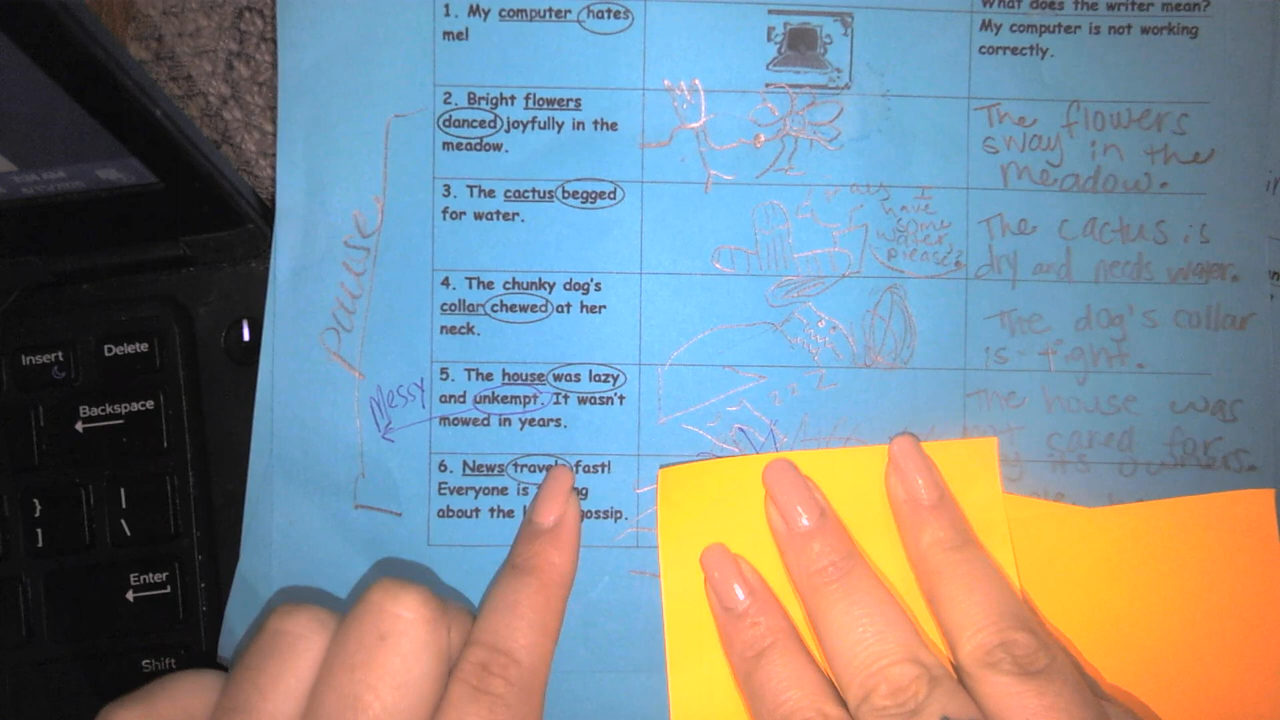 What does the writer mean?
1. My computer hates
me!
My computer is not working
correctly.
2. Bright flowers
danced joyfully in the
meadow.
The flowers
sway in the
meadow.
3. The cactus begged
for water.
I
have
some
water,
please?
The cactus is
dry and needs water.
4. The chunky dog's
collar chewed at her
neck.
The dog's collar
is tight.
5. The house was lazy
and unkempt. It wasn't
mowed in years.
Messy
The house was
cared for
6. News travels fast!
Everyone is
about the gossip.
pause
Insert
Delete
Backspace
}
]
|
\
Enter
Shift